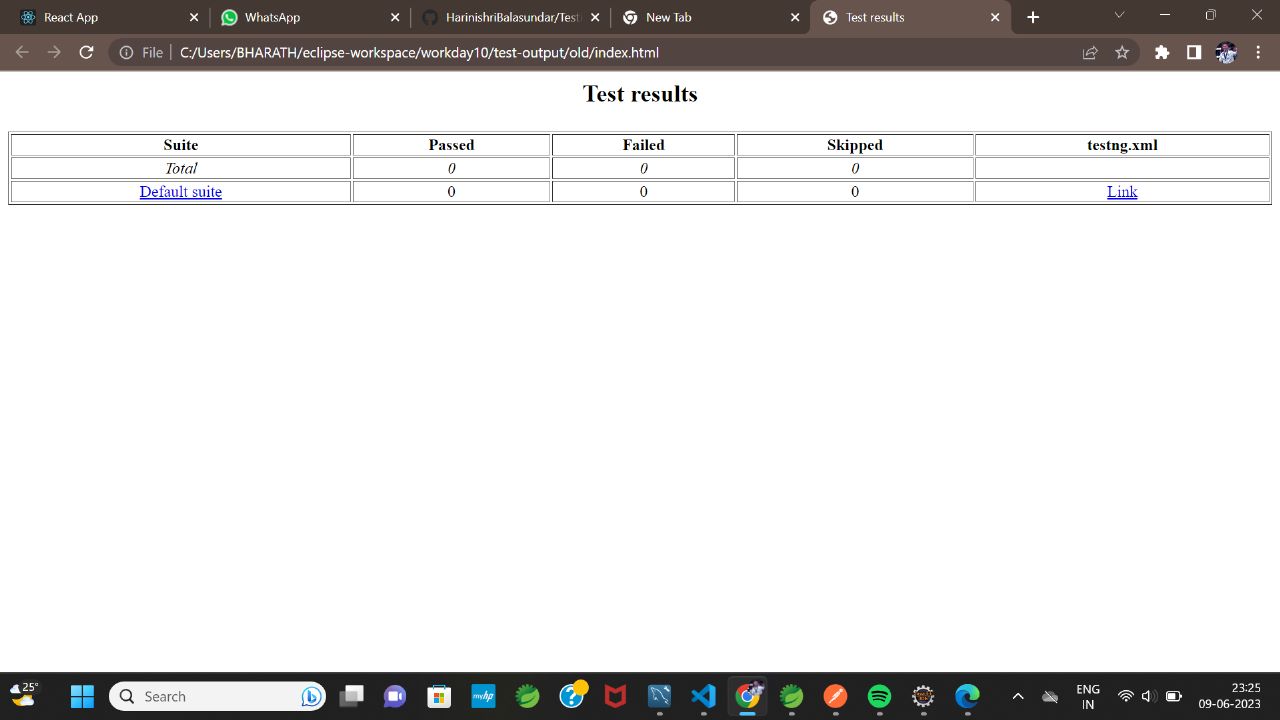 React App
WhatsApp
HarinishriBalasundar/Testi
New Tab
Test results
File
C:/Users/BHARATH/eclipse-workspace/workday10/test-output/old/index.html
Test results
Suite Passed Failed Skipped testng.xml
Total 0 0 0
Default suite 0 0 0 Link
25°
Search
myhp
ENG
IN
23:25
09-06-2023